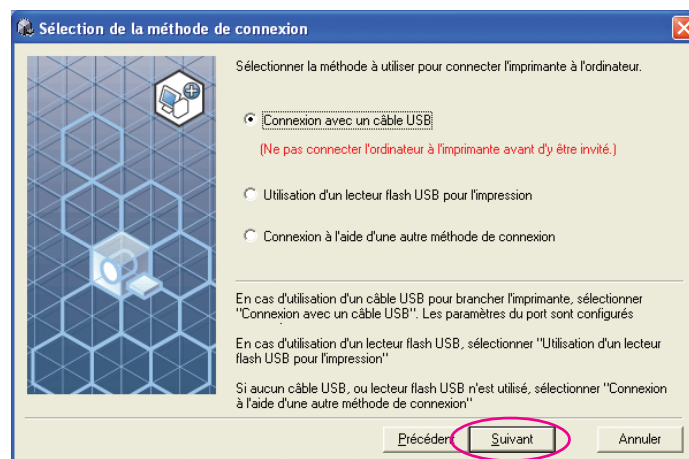 Sélection de la méthode de connexion
Sélectionner la méthode à utiliser pour connecter l'imprimante à l'ordinateur.
Connexion avec un câble USB
(Ne pas connecter l'ordinateur à l'imprimante avant d'y être invité.)
Utilisation d'un lecteur flash USB pour l'impression
Connexion à l'aide d'une autre méthode de connexion
En cas d'utilisation d'un câble USB pour brancher l'imprimante, sélectionner
"Connexion avec un câble USB". Les paramètres du port sont configurés
En cas d'utilisation d'un lecteur flash USB, sélectionner "Utilisation d'un lecteur
flash USB pour l'impression"
Si aucun câble USB, ou lecteur flash USB n'est utilisé, sélectionner "Connexion
à l'aide d'une autre méthode de connexion"
Précédent Suivant Annuler